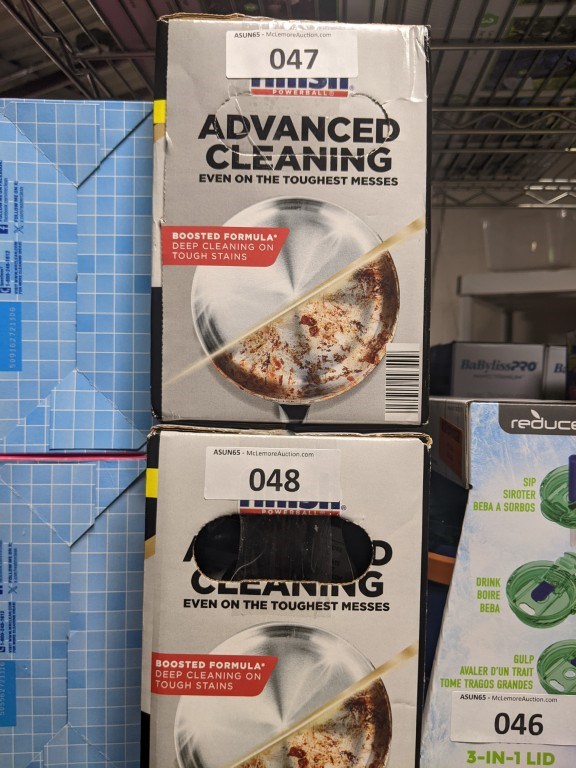 ASUN65 - McLemoreAuction.com
047
POWERBALL
ADVANCED
CLEANING
EVEN ON THE TOUGHEST MESSES
BOOSTED FORMULA*
DEEP CLEANING ON
TOUGH STAINS
ASUN65 - McLemoreAuction.com
048
POWERBALL
CLEANING
EVEN ON THE TOUGHEST MESSES
BOOSTED FORMULA*
DEEP CLEANING ON
TOUGH STAINS
BaBylissPRO
BaByliss
reduce
SIP
SIROTER
BEBA A SORBOS
DRINK
BOIRE
BEBA
GULP
AVALER D'UN TRAIT
TOME TRAGOS GRANDES
ASUN65 - McLemoreAuction.com
046
3-IN-1 LID